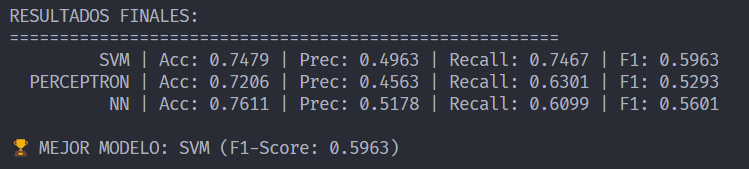 RESULTADOS FINALES:
=======================================================
SVM | Acc: 0.7479 | Prec: 0.4963 | Recall: 0.7467 | F1: 0.5963
PERCEPTRON | Acc: 0.7206 | Prec: 0.4563 | Recall: 0.6301 | F1: 0.5293
NN | Acc: 0.7611 | Prec: 0.5178 | Recall: 0.6099 | F1: 0.5601
🏆 MEJOR MODELO: SVM (F1-Score: 0.5963)